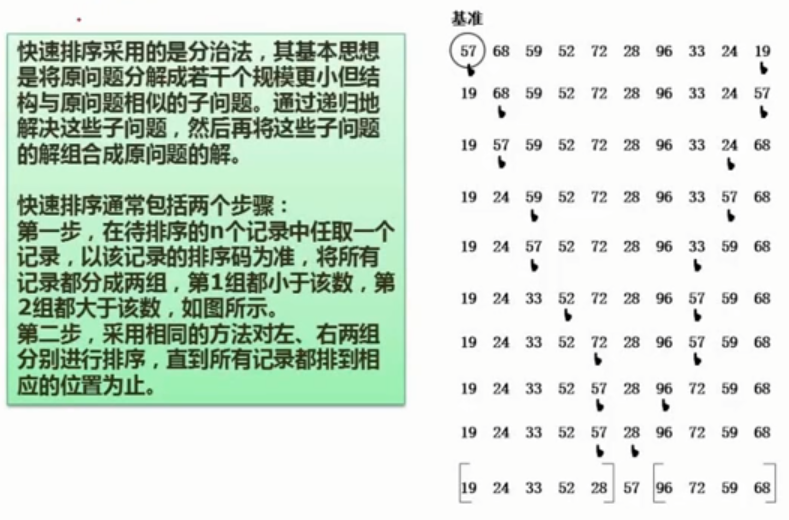 快速排序采用的是分治法，其基本思想
是将原问题分解成若干个规模更小但结
构与原问题相似的子问题。通过递归地
解决这些子问题，然后再将这些子问题
的解组合成原问题的解。
快速排序通常包括两个步骤：
第一步，在待排序的n个记录中任取一个
记录，以该记录的排序码为准，将所有
记录都分成两组，第1组都小于该数，第
2组都大于该数，如图所示。
第二步，采用相同的方法对左、右两组
分别进行排序，直到所有记录都排到相
应的位置为止。
基准
57 68 59 52 72 28 96 33 24 19
19 68 59 52 72 28 96 33 24 57
19 57 59 52 72 28 96 33 24 68
19 24 59 52 72 28 96 33 57 68
19 24 57 52 72 28 96 33 59 68
19 24 33 52 72 28 96 57 59 68
19 24 33 52 72 28 96 57 59 68
19 24 33 52 57 28 96 72 59 68
19 24 33 52 57 28 96 72 59 68
[19 24 33 52 28] 57 [96 72 59 68]